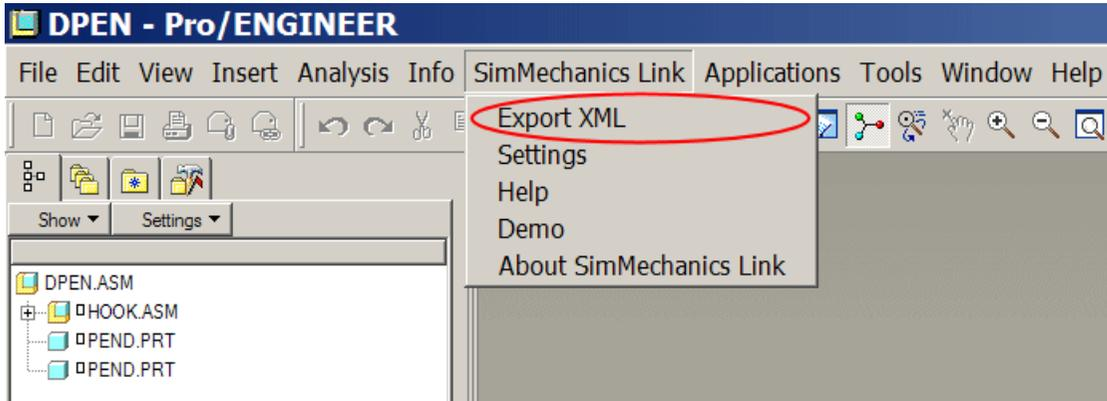 DPEN - Pro/ENGINEER
File Edit View Insert Analysis Info SimMechanics Link Applications Tools Window Help
Export XML
Settings
Help
Demo
About SimMechanics Link
Show Settings
DPEN.ASM
HOOK.ASM
PEND.PRT
PEND.PRT